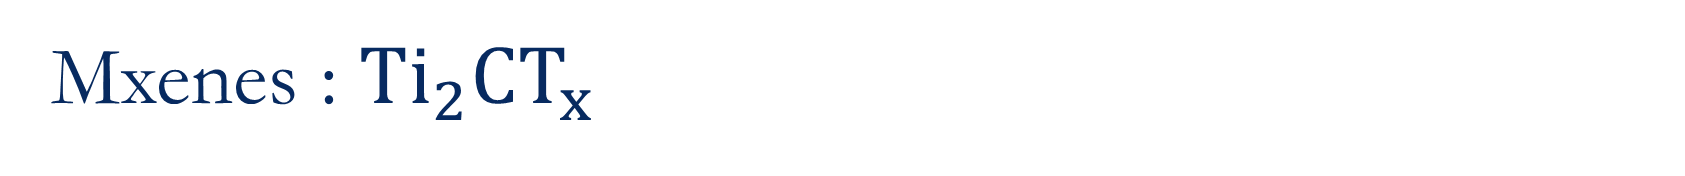 Mxenes : Ti₂CTₓ